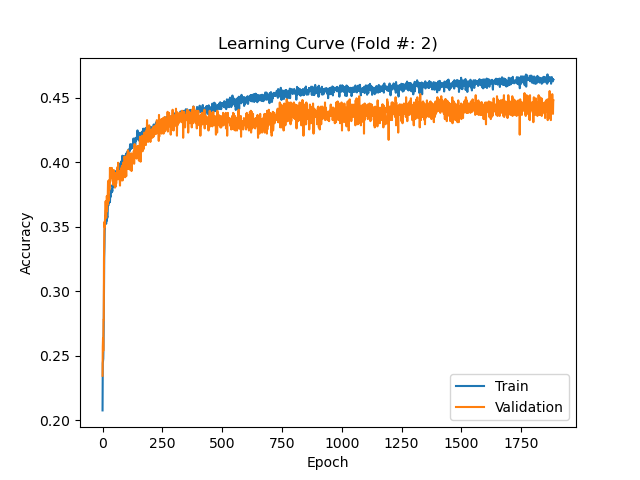 Learning Curve (Fold #: 2)
0.45
0.40
0.35
0.30
0.25
0.20
Accuracy
Train
Validation
0 250 500 750 1000 1250 1500 1750
Epoch